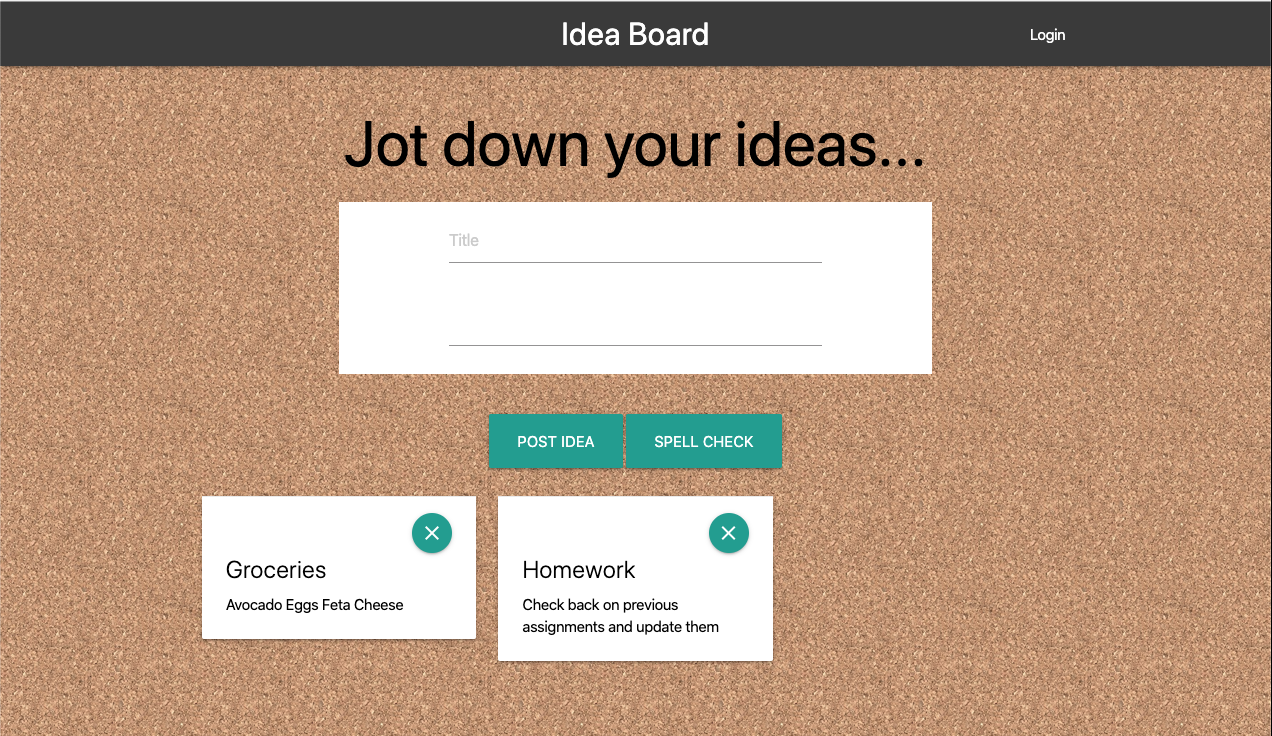 Idea Board
Login
Jot down your ideas...
Title
POST IDEA
SPELL CHECK
Groceries
Avocado Eggs Feta Cheese
Homework
Check back on previous
assignments and update them